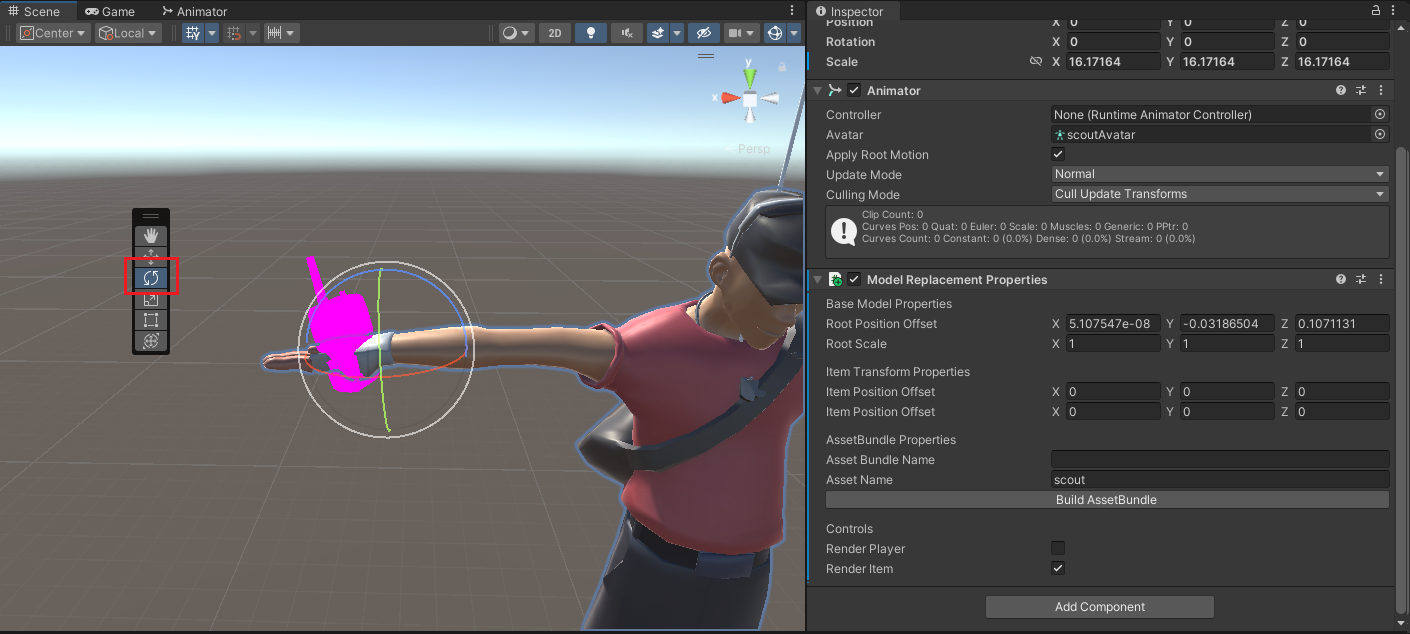 Scene Game Animator
Center Local 2D
y
x
Persp
Inspector
Position X 0 Y 0 Z 0
Rotation X 0 Y 0 Z 0
Scale X 16.17164 Y 16.17164 Z 16.17164
Animator
Controller None (Runtime Animator Controller)
Avatar scoutAvatar
Apply Root Motion
Update Mode Normal
Culling Mode Cull Update Transforms
Clip Count: 0
Curves Pos: 0 Quat: 0 Euler: 0 Scale: 0 Muscles: 0 Generic: 0 PPtr: 0
Curves Count: 0 Constant: 0 (0.0%) Dense: 0 (0.0%) Stream: 0 (0.0%)
Model Replacement Properties
Base Model Properties
Root Position Offset X 5.107547e-08 Y -0.03186504 Z 0.1071131
Root Scale X 1 Y 1 Z 1
Item Transform Properties
Item Position Offset X 0 Y 0 Z 0
Item Position Offset X 0 Y 0 Z 0
AssetBundle Properties
Asset Bundle Name
Asset Name scout
Build AssetBundle
Controls
Render Player
Render Item
Add Component